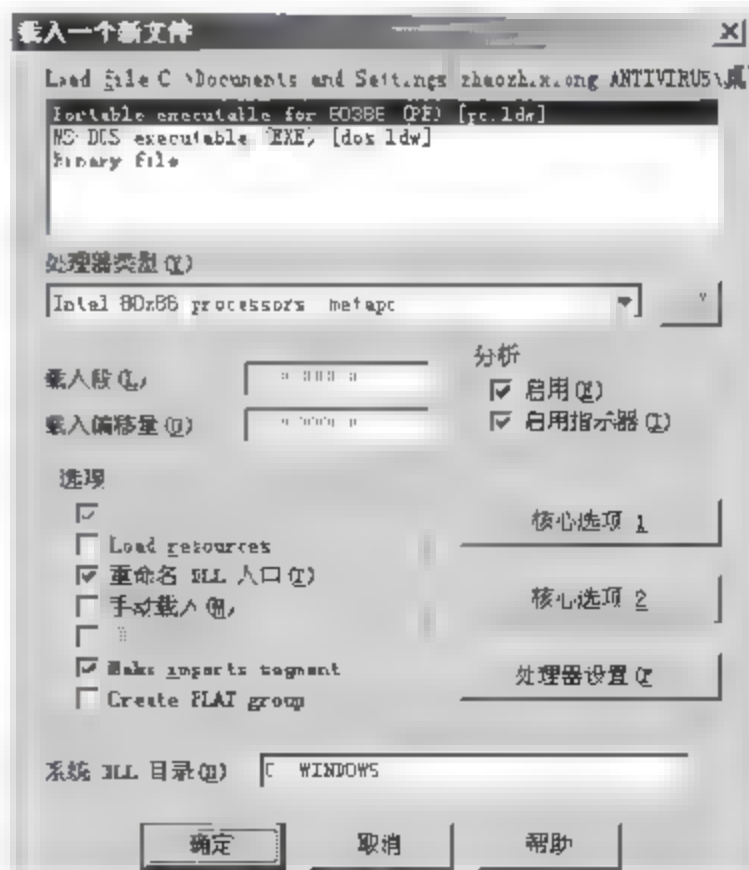 载入一个新文件
Load file C \Documents and Settings zhaozhixiong ANTIVIRUS\桌
Portable executable for 80386 (PE) [pe.ldw]
MS DOS executable (EXE) [dos ldw]
Binary file
处理器类型(Y)
Intel 80x86 processors metapc
载入段(L)
载入偏移量(O)
分析
启用(E)
启用指示器(I)
选项
Load resources
重命名 DLL 入口(T)
手动载入(M)
Make imports segment
Create FLAT group
核心选项 1
核心选项 2
处理器设置(P
系统 DLL 目录(D)
C WINDOWS
确定
取消
帮助